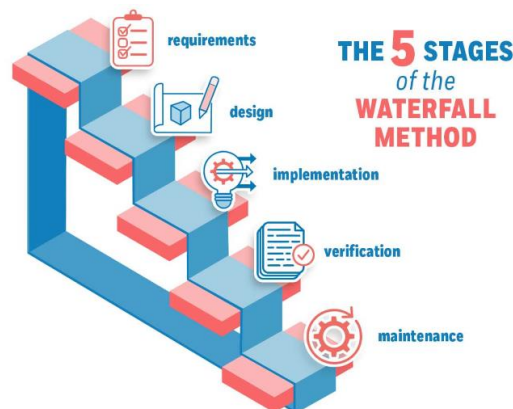 requirements
THE 5 STAGES
of the
WATERFALL
METHOD
design
implementation
verification
maintenance